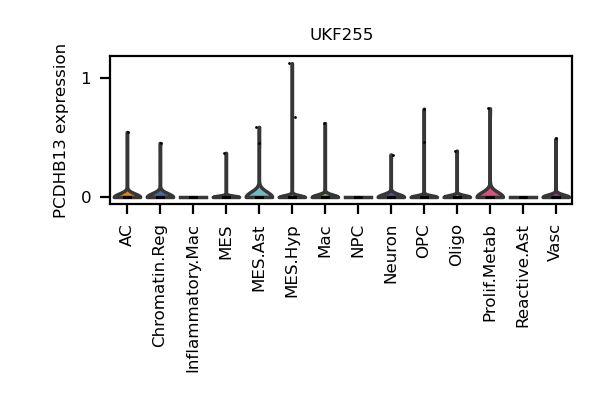 UKF255
PCDHB13 expression
1
0
AC
Chromatin.Reg
Inflammatory.Mac
MES
MES.Ast
MES.Hyp
Mac
NPC
Neuron
OPC
Oligo
Prolif.Metab
Reactive.Ast
Vasc